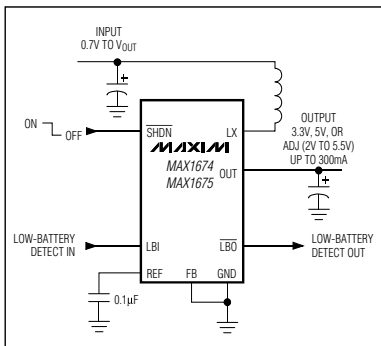 INPUT
0.7V TO VOUT
ON
OFF
SHDN
LX
MAXIM
MAX1674
MAX1675
OUT
OUTPUT
3.3V, 5V, OR
ADJ (2V TO 5.5V)
UP TO 300mA
LOW-BATTERY
DETECT IN
LBI
LBO
LOW-BATTERY
DETECT OUT
REF
FB
GND
0.1µF